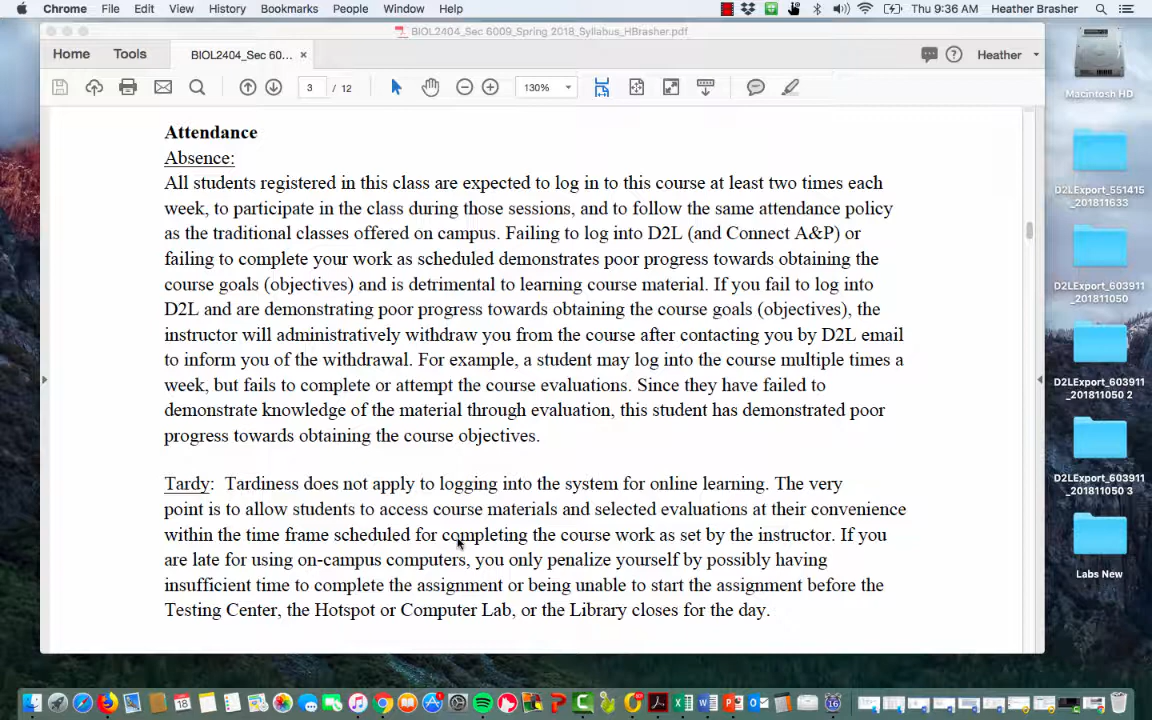 Chrome File Edit View History Bookmarks People Window Help Thu 9:36 AM Heather Brasher
BIOL2404_Sec 6009_Spring 2018_Syllabus_HBrasher.pdf
Home Tools BIOL2404_Sec 60... × Heather
3 / 12 130%
Attendance
Absence:
All students registered in this class are expected to log in to this course at least two times each
week, to participate in the class during those sessions, and to follow the same attendance policy
as the traditional classes offered on campus. Failing to log into D2L (and Connect A&P) or
failing to complete your work as scheduled demonstrates poor progress towards obtaining the
course goals (objectives) and is detrimental to learning course material. If you fail to log into
D2L and are demonstrating poor progress towards obtaining the course goals (objectives), the
instructor will administratively withdraw you from the course after contacting you by D2L email
to inform you of the withdrawal. For example, a student may log into the course multiple times a
week, but fails to complete or attempt the course evaluations. Since they have failed to
demonstrate knowledge of the material through evaluation, this student has demonstrated poor
progress towards obtaining the course objectives.
Tardy: Tardiness does not apply to logging into the system for online learning. The very
point is to allow students to access course materials and selected evaluations at their convenience
within the time frame scheduled for completing the course work as set by the instructor. If you
are late for using on-campus computers, you only penalize yourself by possibly having
insufficient time to complete the assignment or being unable to start the assignment before the
Testing Center, the Hotspot or Computer Lab, or the Library closes for the day.
Macintosh HD
D2LExport_551415
_201811633
D2LExport_603911
_201811050
D2LExport_603911
_201811050 2
D2LExport_603911
_201811050 3
Labs New